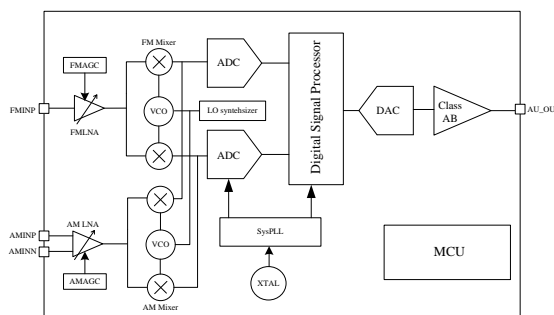 FM Mixer
FMAGC
ADC
FMINP
FMLNA
VCO
LO syntehsizer
Digital Signal Processor
DAC
Class
AB
AU_OUT
ADC
AM LNA
AMINP
AMINN
VCO
SysPLL
AMAGC
AM Mixer
XTAL
MCU